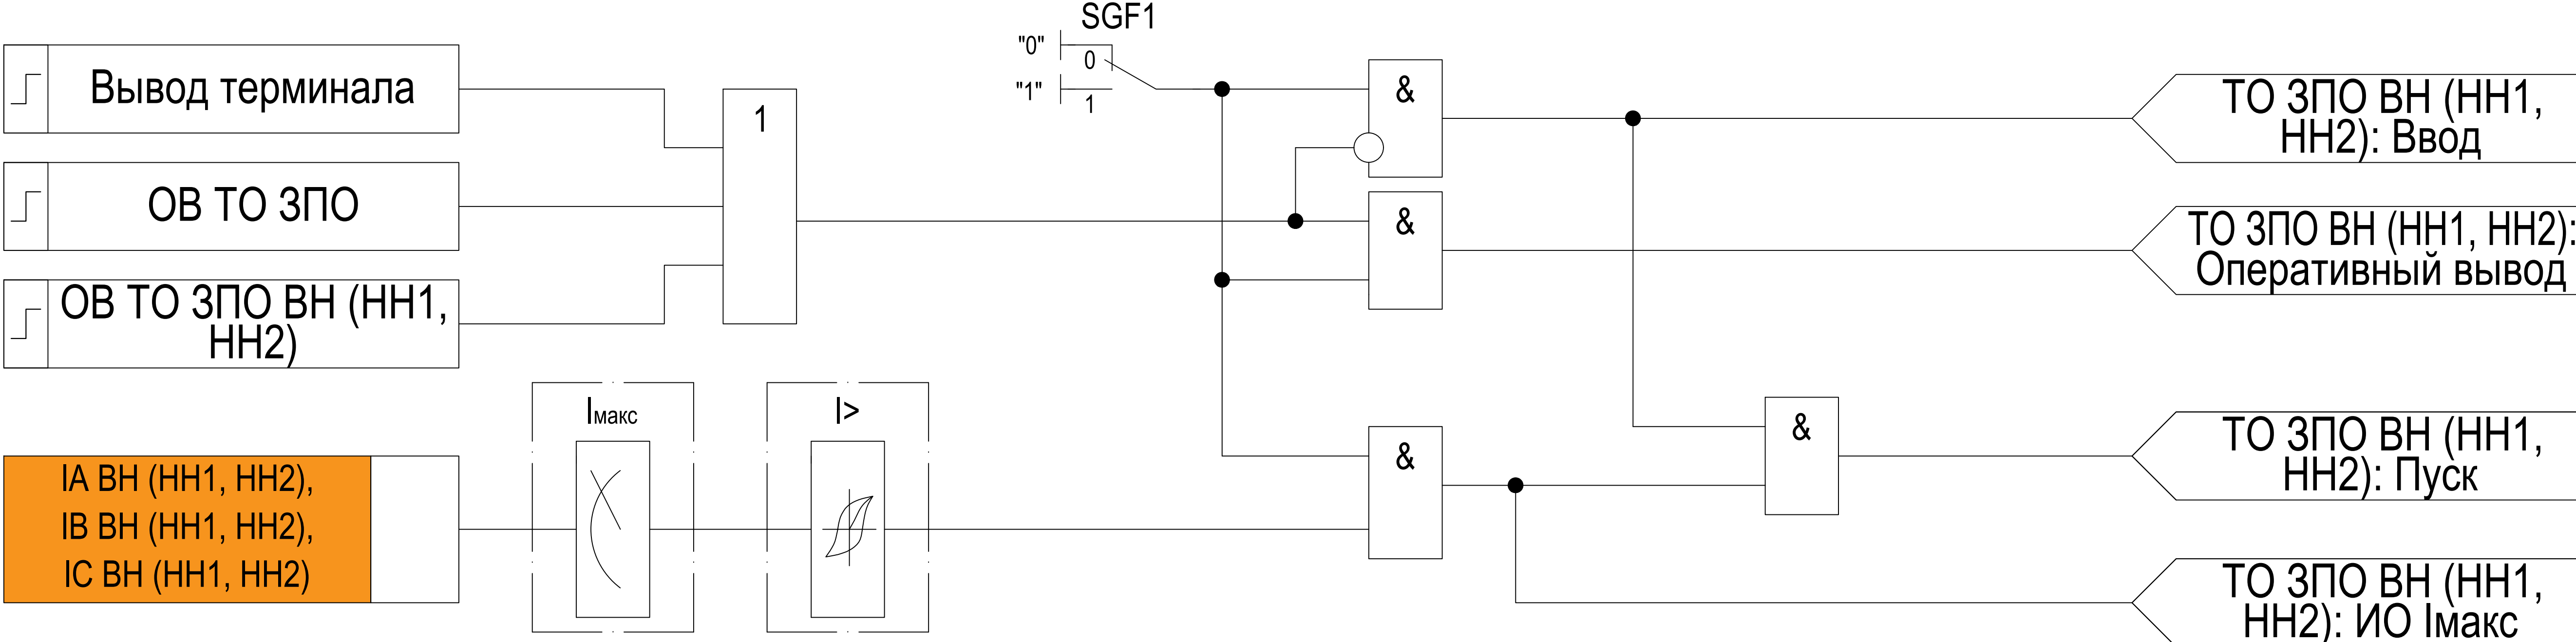 SGF1
"0"
0
"1"
1
Вывод терминала
ОВ ТО ЗПО
ОВ ТО ЗПО ВН (НН1,
НН2)
1
&
&
&
&
Iмакс
I>
IA ВН (НН1, НН2),
IB ВН (НН1, НН2),
IC ВН (НН1, НН2)
ТО ЗПО ВН (НН1,
НН2): Ввод
ТО ЗПО ВН (НН1, НН2):
Оперативный вывод
ТО ЗПО ВН (НН1,
НН2): Пуск
ТО ЗПО ВН (НН1,
НН2): ИО Iмакс